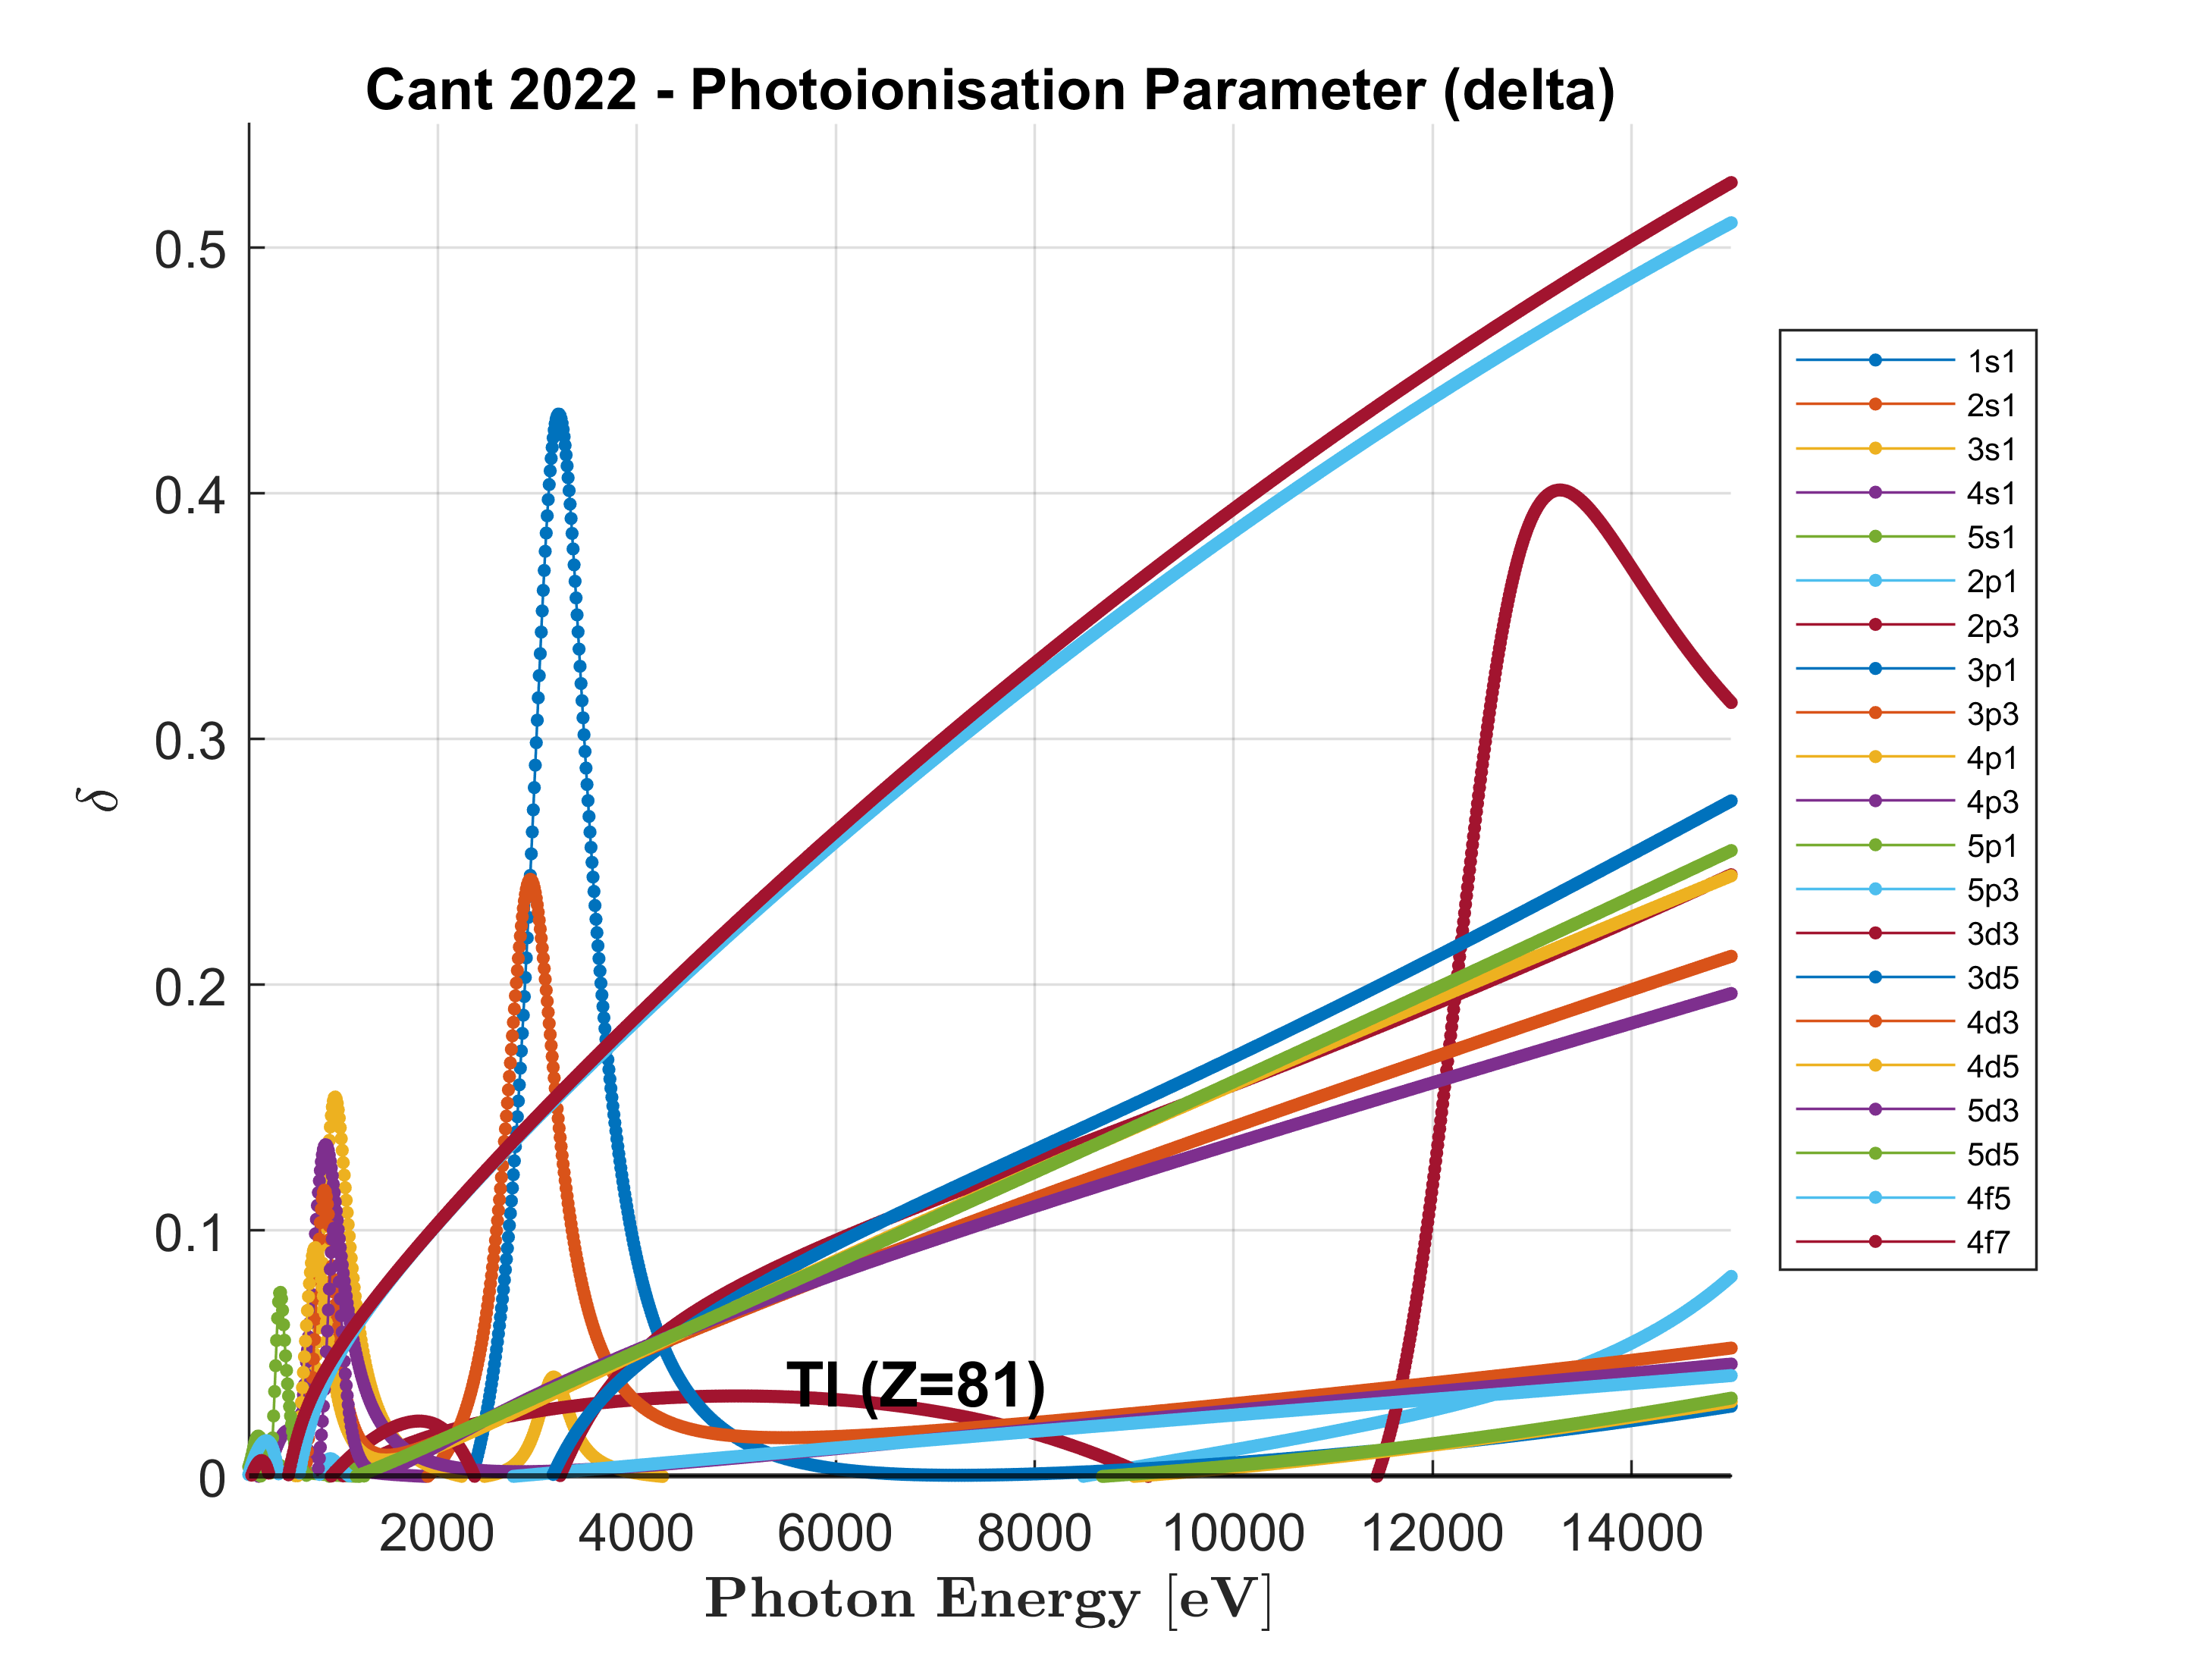 Cant 2022 - Photoionisation Parameter (delta)
0.5
0.4
0.3
0.2
0.1
0
δ
Tl (Z=81)
2000 4000 6000 8000 10000 12000 14000
Photon Energy [eV]
1s1
2s1
3s1
4s1
5s1
2p1
2p3
3p1
3p3
4p1
4p3
5p1
5p3
3d3
3d5
4d3
4d5
5d3
5d5
4f5
4f7